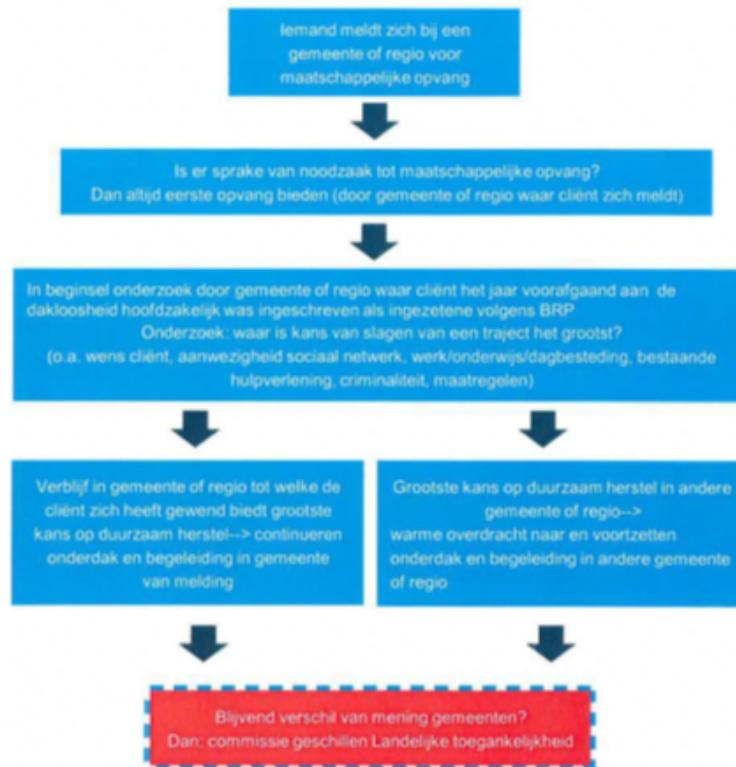 Iemand meldt zich bij een
gemeente of regio voor
maatschappelijke opvang
Is er sprake van noodzaak tot maatschappelijke opvang?
Dan altijd eerste opvang bieden (door gemeente of regio waar cliënt zich meldt)
In beginsel onderzoek door gemeente of regio waar cliënt het jaar voorafgaand aan de
dakloosheid hoofdzakelijk was ingeschreven als ingezetene volgens BRP
Onderzoek: waar is kans van slagen van een traject het grootst?
(o.a. wens cliënt, aanwezigheid sociaal netwerk, werk/onderwijs/dagbesteding, bestaande
hulpverlening, criminaliteit, maatregelen)
Verblijf in gemeente of regio tot welke de
cliënt zich heeft gewend biedt grootste
kans op duurzaam herstel--> continueren
onderdak en begeleiding in gemeente
van melding
Grootste kans op duurzaam herstel in andere
gemeente of regio-->
warme overdracht naar en voortzetten
onderdak en begeleiding in andere gemeente
of regio
Blijvend verschil van mening gemeenten?
Dan: commissie geschillen Landelijke toegankelijkheid